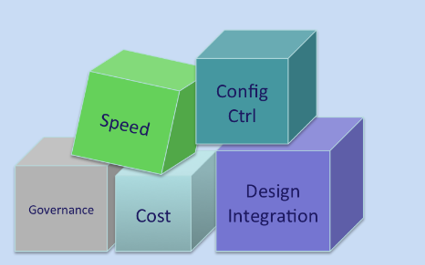 Config
Ctrl
Speed
Governance
Cost
Design
Integration